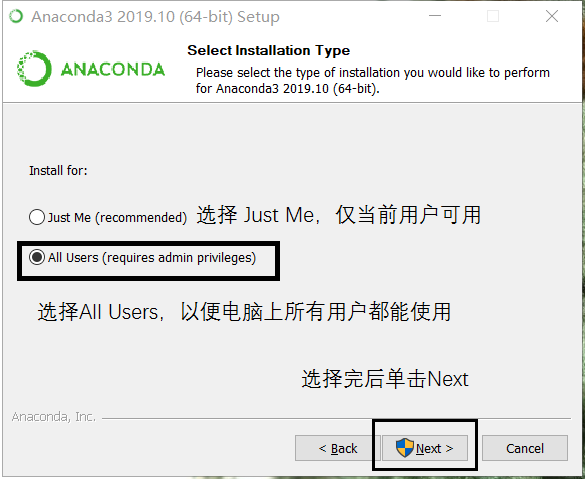 Anaconda3 2019.10 (64-bit) Setup
ANACONDA
Select Installation Type
Please select the type of installation you would like to perform
for Anaconda3 2019.10 (64-bit).
Install for:
Just Me (recommended) 选择 Just Me，仅当前用户可用
All Users (requires admin privileges)
选择All Users，以便电脑上所有用户都能使用
选择完后单击Next
Anaconda, Inc.
< Back Next > Cancel